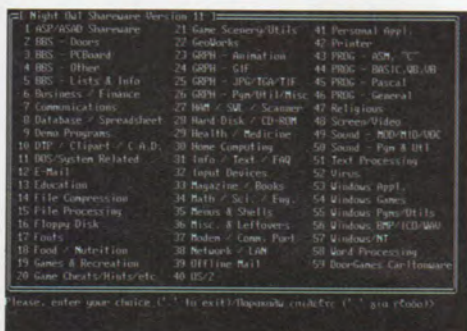 [ Night Owl Shareware Version 11 ]
1 ASP/ASAD Shareware
2 BBS - Doors
3 BBS - PCBoard
4 BBS - Other
5 BBS - Lists & Info
6 Business / Finance
7 Communications
8 Database / Spreadsheet
9 Demo Programs
10 DTP / Clipart / C.A.D.
11 DOS/System Related
12 E-Mail
13 Education
14 File Compression
15 File Processing
16 Floppy Disk
17 Fonts
18 Food / Nutrition
19 Games & Recreation
20 Game Cheats/Hints/etc
21 Game Scenery/Utils
22 GeoWorks
23 GRPH - Animation
24 GRPH - GIF
25 GRPH - JPG/TGA/TIF
26 GRPH - Pgm/Util/Misc
27 HAM / SWL / Scanner
28 Hard Disk / CD-ROM
29 Health / Medicine
30 Home Computing
31 Info / Text / FAQ
32 Input Devices
33 Magazine / Books
34 Math / Sci. / Eng.
35 Menus & Shells
36 Misc. & Leftovers
37 Modem / Comm. Port
38 Network / LAN
39 Offline Mail
40 OS/2
41 Personal Appl.
42 Printer
43 PROG - ASM, "C"
44 PROG - BASIC,QB,VB
45 PROG - Pascal
46 PROG - General
47 Religious
48 Screen/Video
49 Sound - MOD/MID/VOC
50 Sound - Pgm & Util
51 Text Processing
52 Virus
53 Windows Appl.
54 Windows Games
55 Windows Pgms/Utils
56 Windows BMP/ICO/WAV
57 Windows/NT
58 Word Processing
59 DoorGames Carltonware
Please, enter your choice ('.' to exit)/